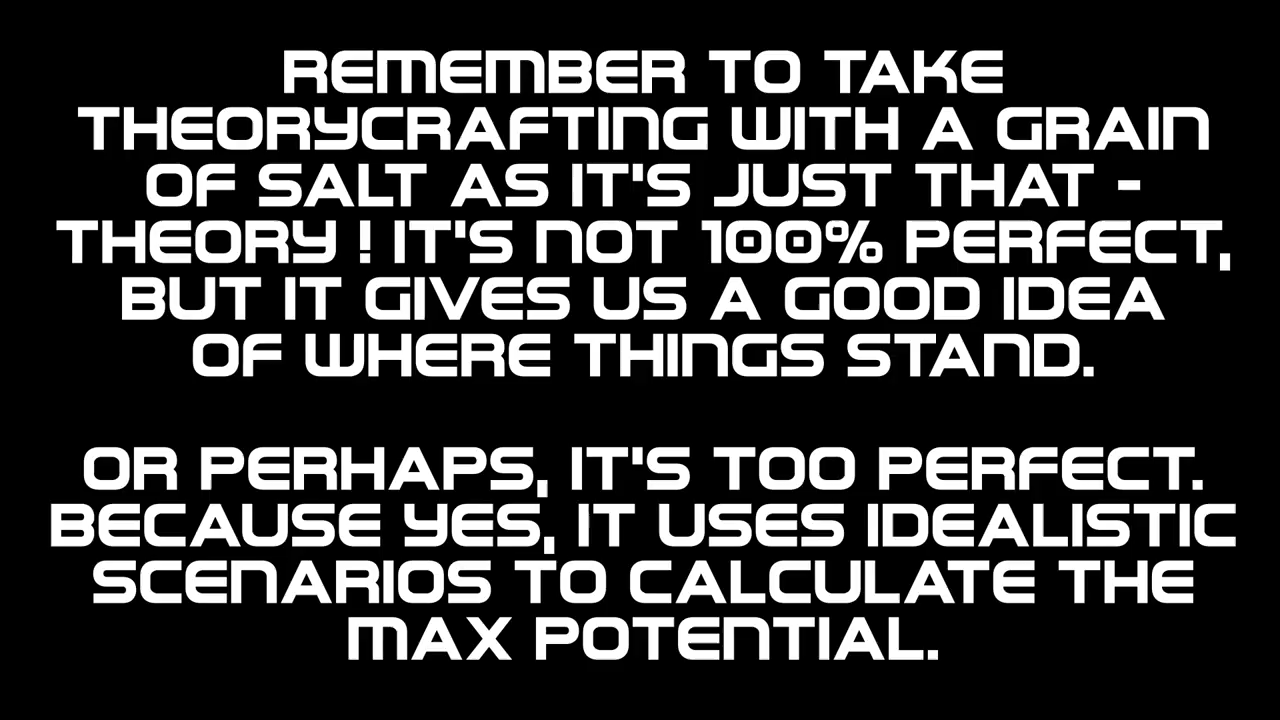 REMEMBER TO TAKE
THEORYCRAFTING WITH A GRAIN
OF SALT AS IT'S JUST THAT -
THEORY ! IT'S NOT 100% PERFECT,
BUT IT GIVES US A GOOD IDEA
OF WHERE THINGS STAND.
OR PERHAPS, IT'S TOO PERFECT.
BECAUSE YES, IT USES IDEALISTIC
SCENARIOS TO CALCULATE THE
MAX POTENTIAL.